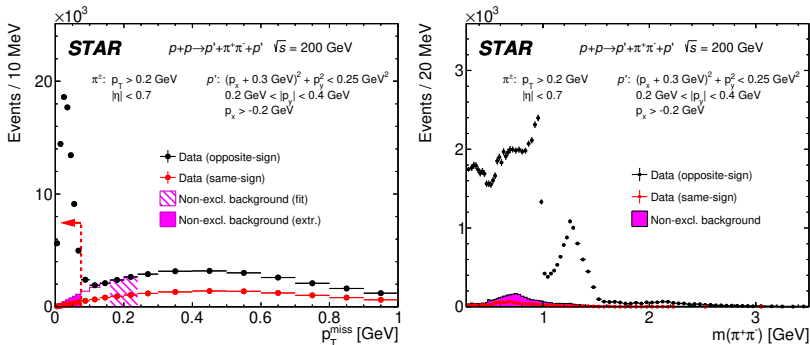 ×10³
STAR p+p→p'+π⁺π⁻+p' √s = 200 GeV
π±: p_T > 0.2 GeV p': (p_x + 0.3 GeV)² + p_y² < 0.25 GeV²
|η| < 0.7 0.2 GeV < |p_y| < 0.4 GeV
p_x > -0.2 GeV
Events / 10 MeV
20
10
0
Data (opposite-sign)
Data (same-sign)
Non-excl. background (fit)
Non-excl. background (extr.)
0 0.2 0.4 0.6 0.8 1
p_T^miss [GeV]
×10³
STAR p+p→p'+π⁺π⁻+p' √s = 200 GeV
π±: p_T > 0.2 GeV p': (p_x + 0.3 GeV)² + p_y² < 0.25 GeV²
|η| < 0.7 0.2 GeV < |p_y| < 0.4 GeV
p_x > -0.2 GeV
Events / 20 MeV
3
2
1
0
Data (opposite-sign)
Data (same-sign)
Non-excl. background
1 2 3
m(π⁺π⁻) [GeV]